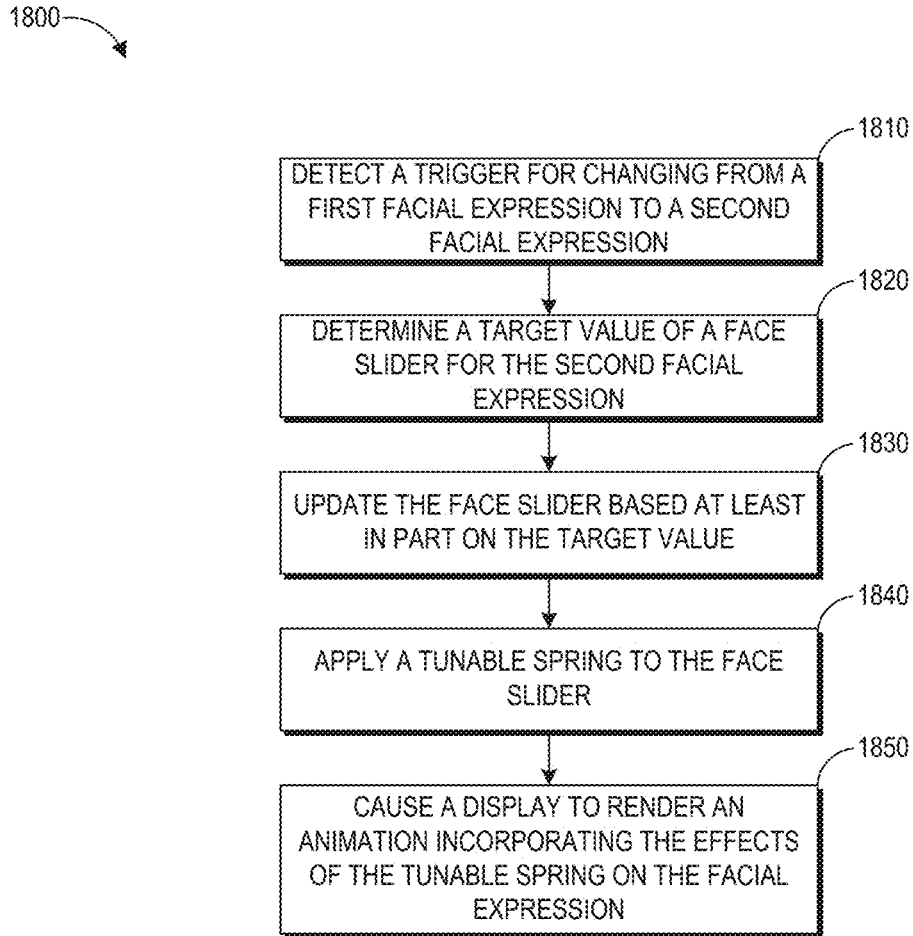 1800
1810
DETECT A TRIGGER FOR CHANGING FROM A
FIRST FACIAL EXPRESSION TO A SECOND
FACIAL EXPRESSION
1820
DETERMINE A TARGET VALUE OF A FACE
SLIDER FOR THE SECOND FACIAL
EXPRESSION
1830
UPDATE THE FACE SLIDER BASED AT LEAST
IN PART ON THE TARGET VALUE
1840
APPLY A TUNABLE SPRING TO THE FACE
SLIDER
1850
CAUSE A DISPLAY TO RENDER AN
ANIMATION INCORPORATING THE EFFECTS
OF THE TUNABLE SPRING ON THE FACIAL
EXPRESSION